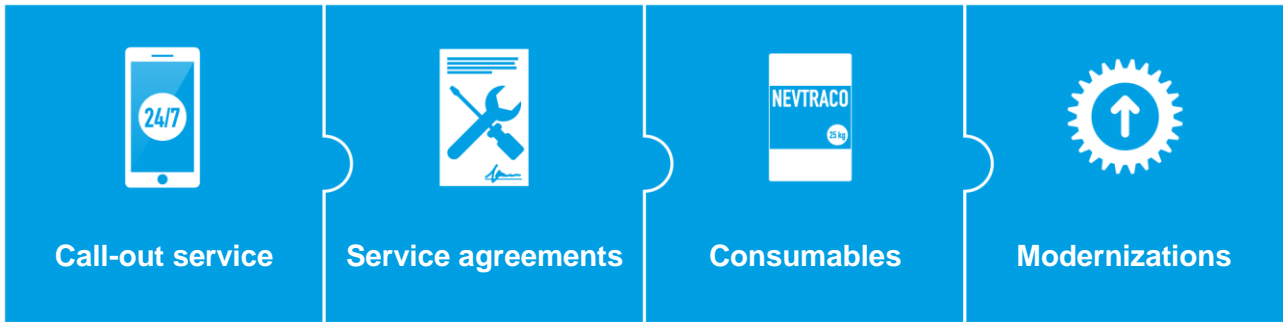 24/7
NEVTRACO
25 kg
Call-out service
Service agreements
Consumables
Modernizations